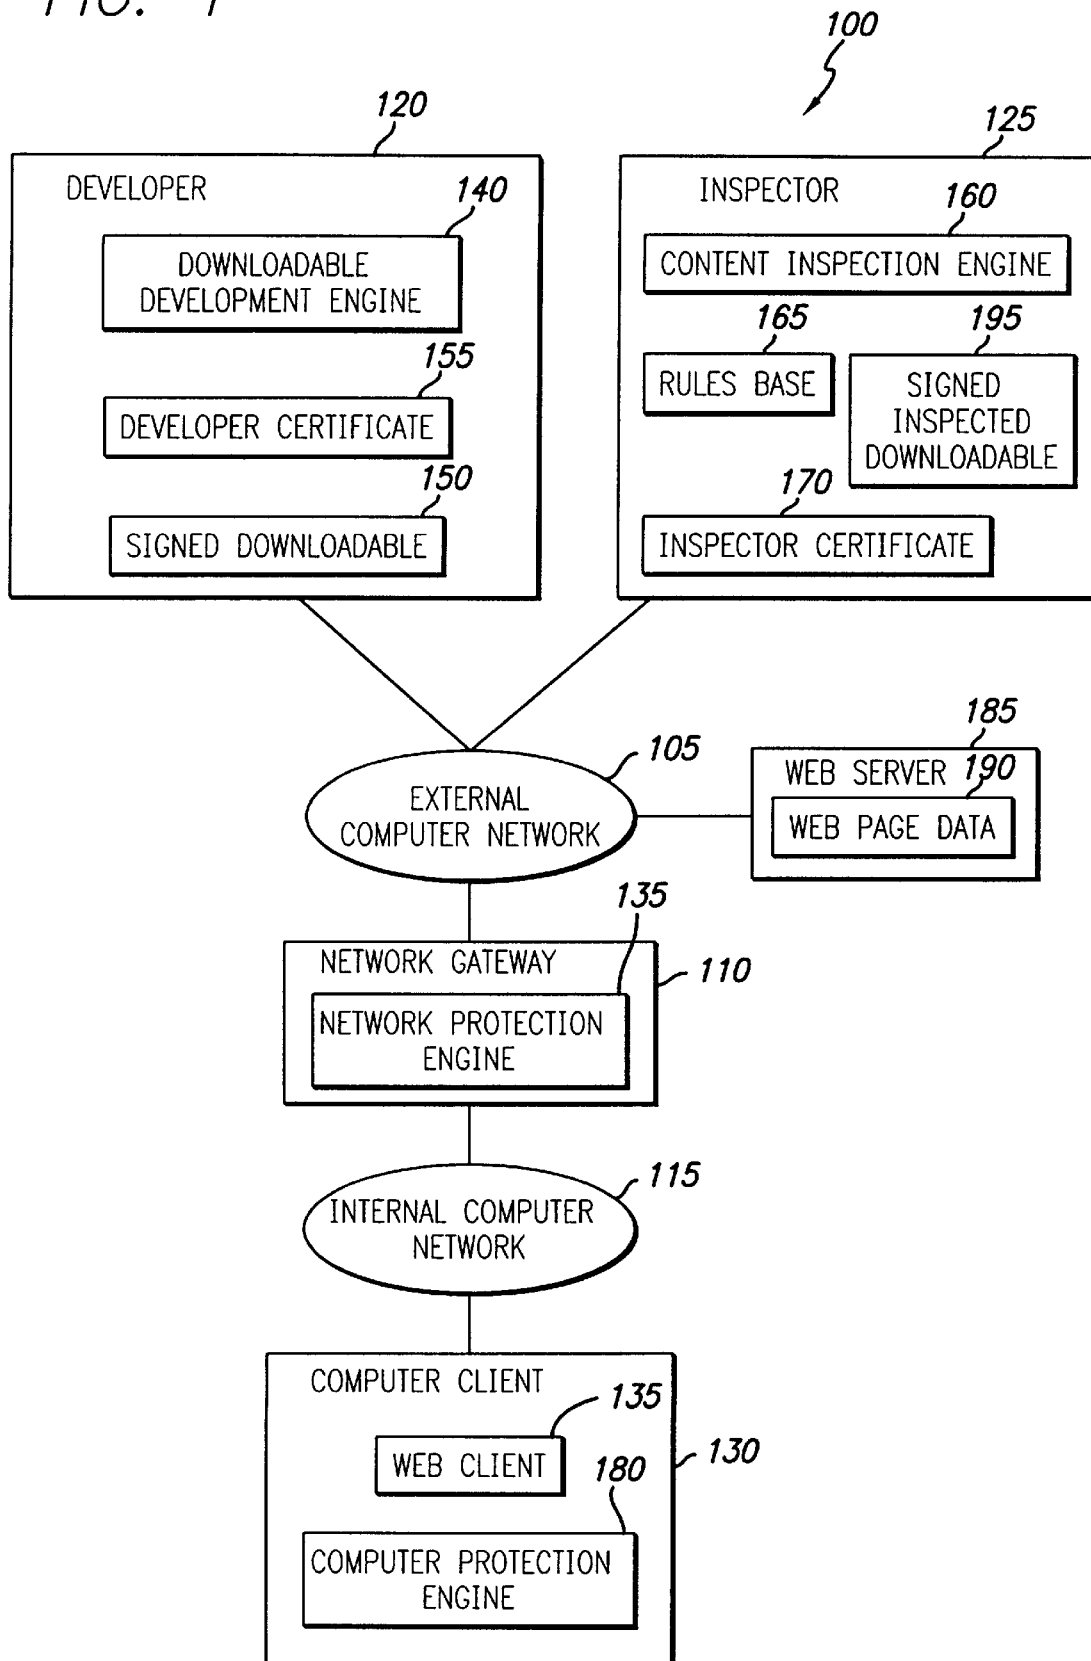 FIG. 1
100
120
125
DEVELOPER
140
DOWNLOADABLE
DEVELOPMENT ENGINE
155
DEVELOPER CERTIFICATE
150
SIGNED DOWNLOADABLE
INSPECTOR
160
CONTENT INSPECTION ENGINE
165
RULES BASE
195
SIGNED
INSPECTED
DOWNLOADABLE
170
INSPECTOR CERTIFICATE
105
EXTERNAL
COMPUTER NETWORK
185
WEB SERVER
190
WEB PAGE DATA
135
NETWORK GATEWAY
110
NETWORK PROTECTION
ENGINE
115
INTERNAL COMPUTER
NETWORK
COMPUTER CLIENT
135
WEB CLIENT
130
180
COMPUTER PROTECTION
ENGINE